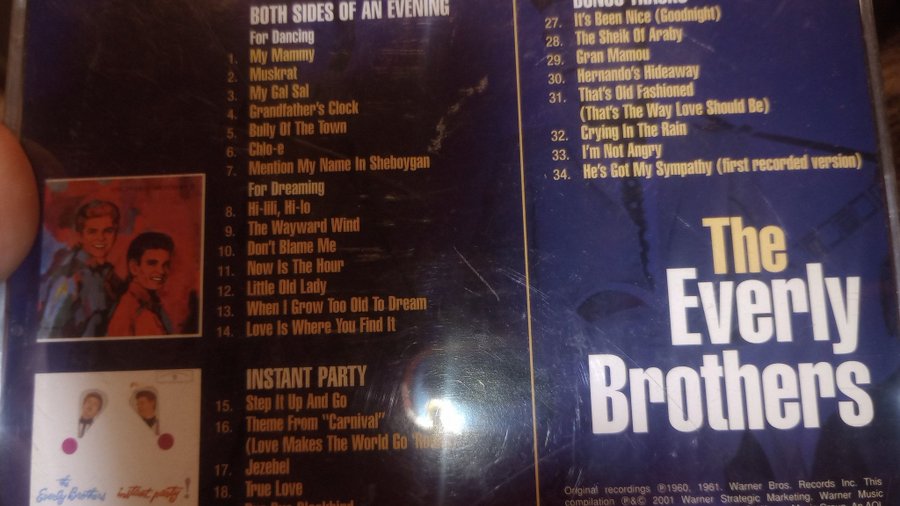 BOTH SIDES OF AN EVENING
For Dancing
1. My Mammy
2. Muskrat
3. My Gal Sal
4. Grandfather's Clock
5. Bully Of The Town
6. Chlo-e
7. Mention My Name In Sheboygan
For Dreaming
8. Hi-lili, Hi-lo
9. The Wayward Wind
10. Don't Blame Me
11. Now Is The Hour
12. Little Old Lady
13. When I Grow Too Old To Dream
14. Love Is Where You Find It
INSTANT PARTY
15. Step It Up And Go
16. Theme From "Carnival"
(Love Makes The World Go
17. Jezebel
18. True Love
the
Everly Brothers instant party!
BONUS TRACKS
27. It's Been Nice (Goodnight)
28. The Sheik Of Araby
29. Gran Mamou
30. Hernando's Hideaway
31. That's Old Fashioned
(That's The Way Love Should Be)
32. Crying In The Rain
33. I'm Not Angry
34. He's Got My Sympathy (first recorded version)
The
Everly
Brothers
Original recordings ℗1960, 1961. Warner Bros. Records Inc. This
compilation ℗&© 2001 Warner Strategic Marketing. Warner Music